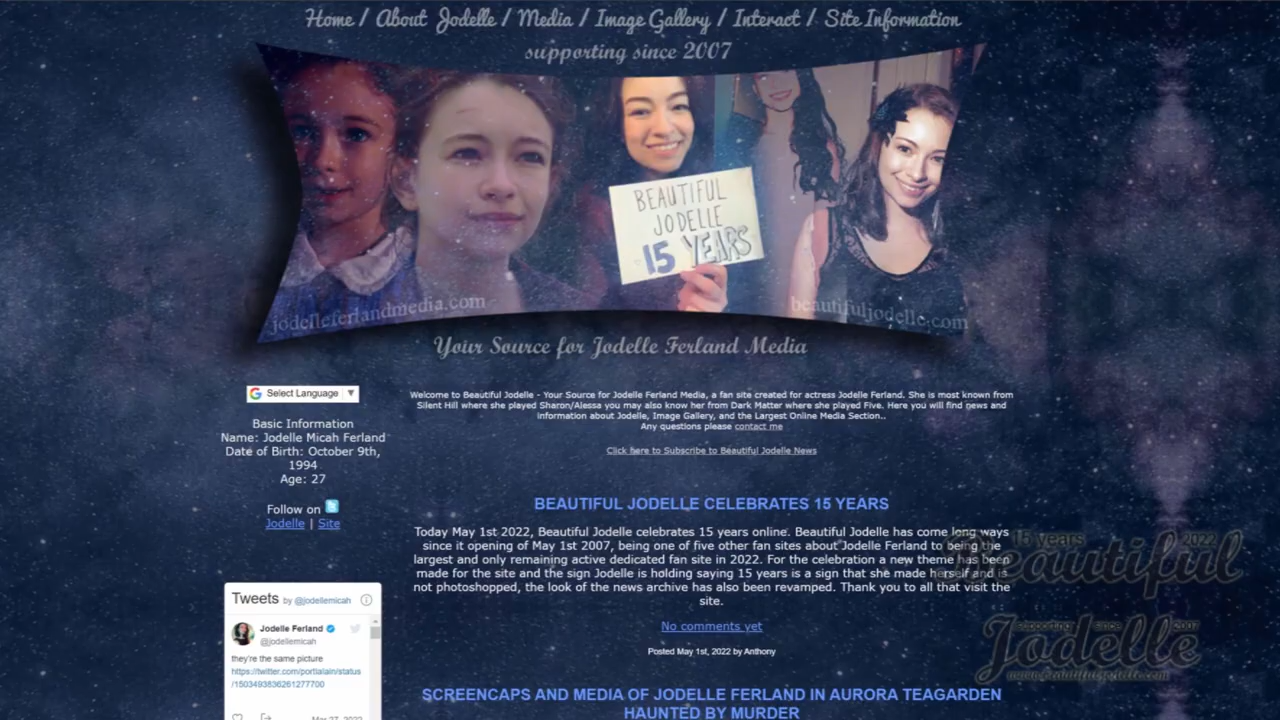 Home / About Jodelle / Media / Image Gallery / Interact / Site Information
supporting since 2007
BEAUTIFUL
JODELLE
15 YEARS
jodelleferlandmedia.com
beautifuljodelle.com
Your Source for Jodelle Ferland Media
Select Language ▼
Basic Information
Name: Jodelle Micah Ferland
Date of Birth: October 9th,
1994
Age: 27
Follow on
Jodelle | Site
Tweets by @jodellemicah
Jodelle Ferland
@jodellemicah
they're the same picture
https://twitter.com/portialain/status
/1503493836261277700
Mar 27, 2022
Welcome to Beautiful Jodelle - Your Source for Jodelle Ferland Media, a fan site created for actress Jodelle Ferland. She is most known from
Silent Hill where she played Sharon/Alessa you may also know her from Dark Matter where she played Five. Here you will find news and
information about Jodelle, Image Gallery, and the Largest Online Media Section..
Any questions please contact me
Click here to Subscribe to Beautiful Jodelle News
BEAUTIFUL JODELLE CELEBRATES 15 YEARS
Today May 1st 2022, Beautiful Jodelle celebrates 15 years online. Beautiful Jodelle has come long ways
since it opening of May 1st 2007, being one of five other fan sites about Jodelle Ferland to being the
largest and only remaining active dedicated fan site in 2022. For the celebration a new theme has been
made for the site and the sign Jodelle is holding saying 15 years is a sign that she made herself and is
not photoshopped, the look of the news archive has also been revamped. Thank you to all that visit the
site.
No comments yet
Posted May 1st, 2022 by Anthony
SCREENCAPS AND MEDIA OF JODELLE FERLAND IN AURORA TEAGARDEN
HAUNTED BY MURDER
15 years 2022
Beautiful
supporting since 2007
Jodelle
www.beautifuljodelle.com